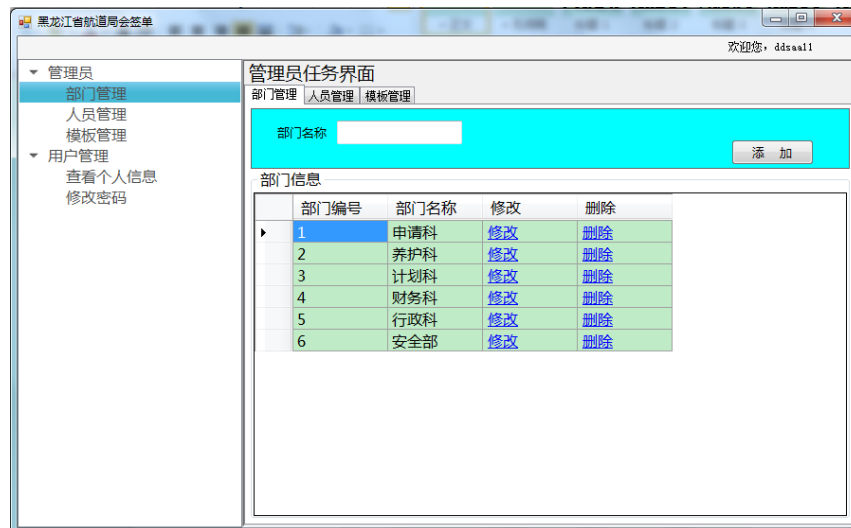 黑龙江省航道局会签单
欢迎您，ddsaa11
管理员
部门管理
人员管理
模板管理
用户管理
查看个人信息
修改密码
管理员任务界面
部门管理 人员管理 模板管理
部门名称
添 加
部门信息
部门编号 部门名称 修改 删除
1 申请科 修改 删除
2 养护科 修改 删除
3 计划科 修改 删除
4 财务科 修改 删除
5 行政科 修改 删除
6 安全部 修改 删除